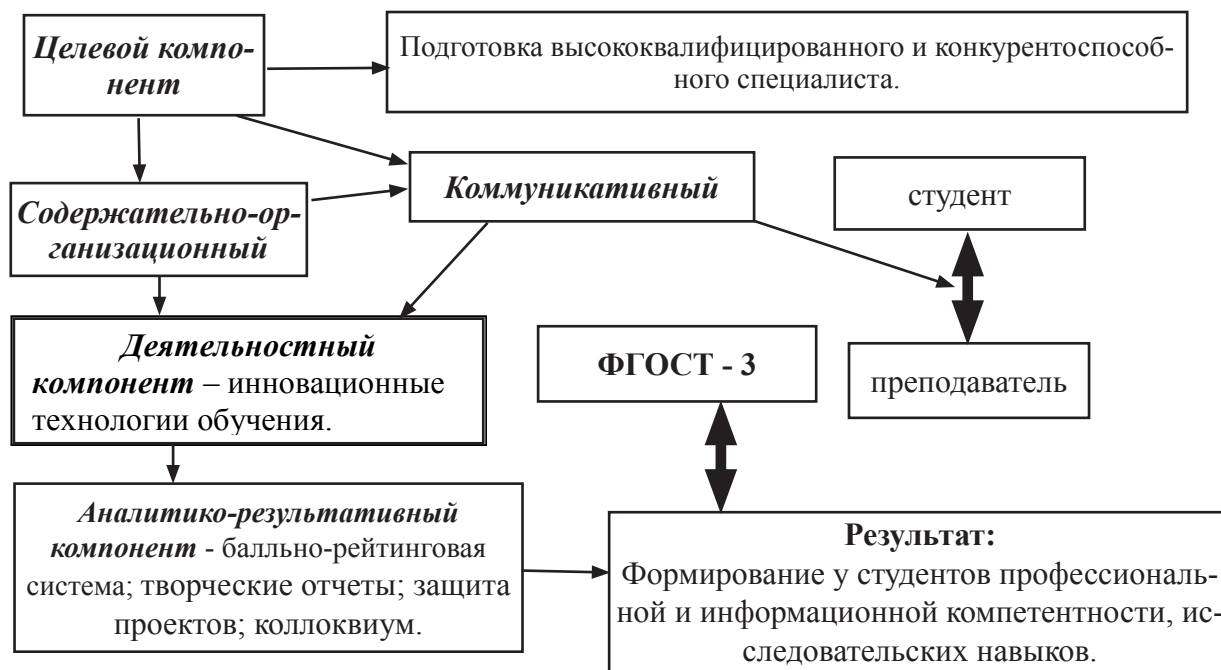 Целевой компо-
нент
Подготовка высококвалифицированного и конкурентоспособ-
ного специалиста.
Коммуникативный
студент
Содержательно-ор-
ганизационный
Деятельностный
компонент – инновационные
технологии обучения.
ФГОСТ - 3
преподаватель
Аналитико-результативный
компонент - балльно-рейтинговая
система; творческие отчеты; защита
проектов; коллоквиум.
Результат:
Формирование у студентов профессиональ-
ной и информационной компетентности, ис-
следовательских навыков.